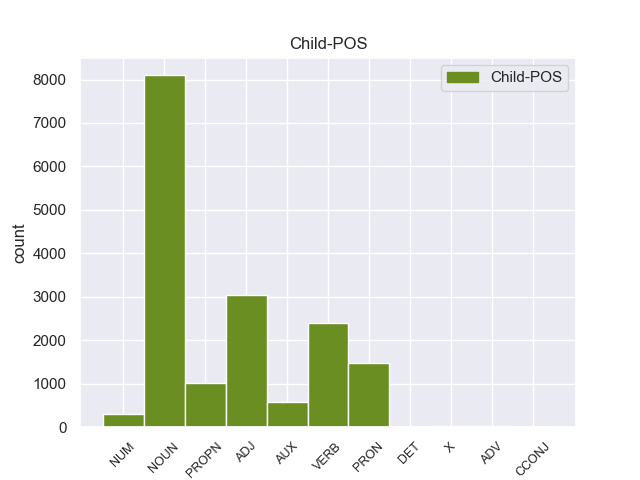 Child-POS
Child-POS
8000
7000
6000
5000
4000
3000
2000
1000
0
count
NUM
NOUN
PROPN
ADJ
AUX
VERB
PRON
DET
X
ADV
CCONJ